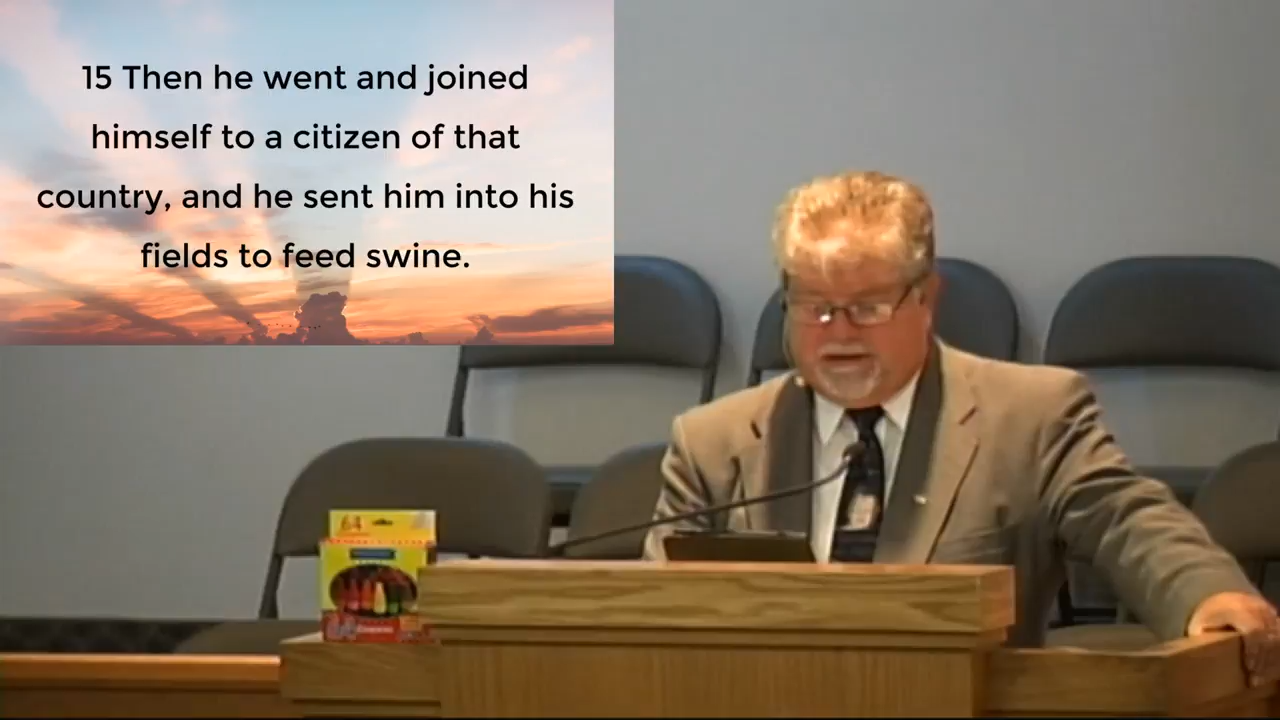 15 Then he went and joined
himself to a citizen of that
country, and he sent him into his
fields to feed swine.
64